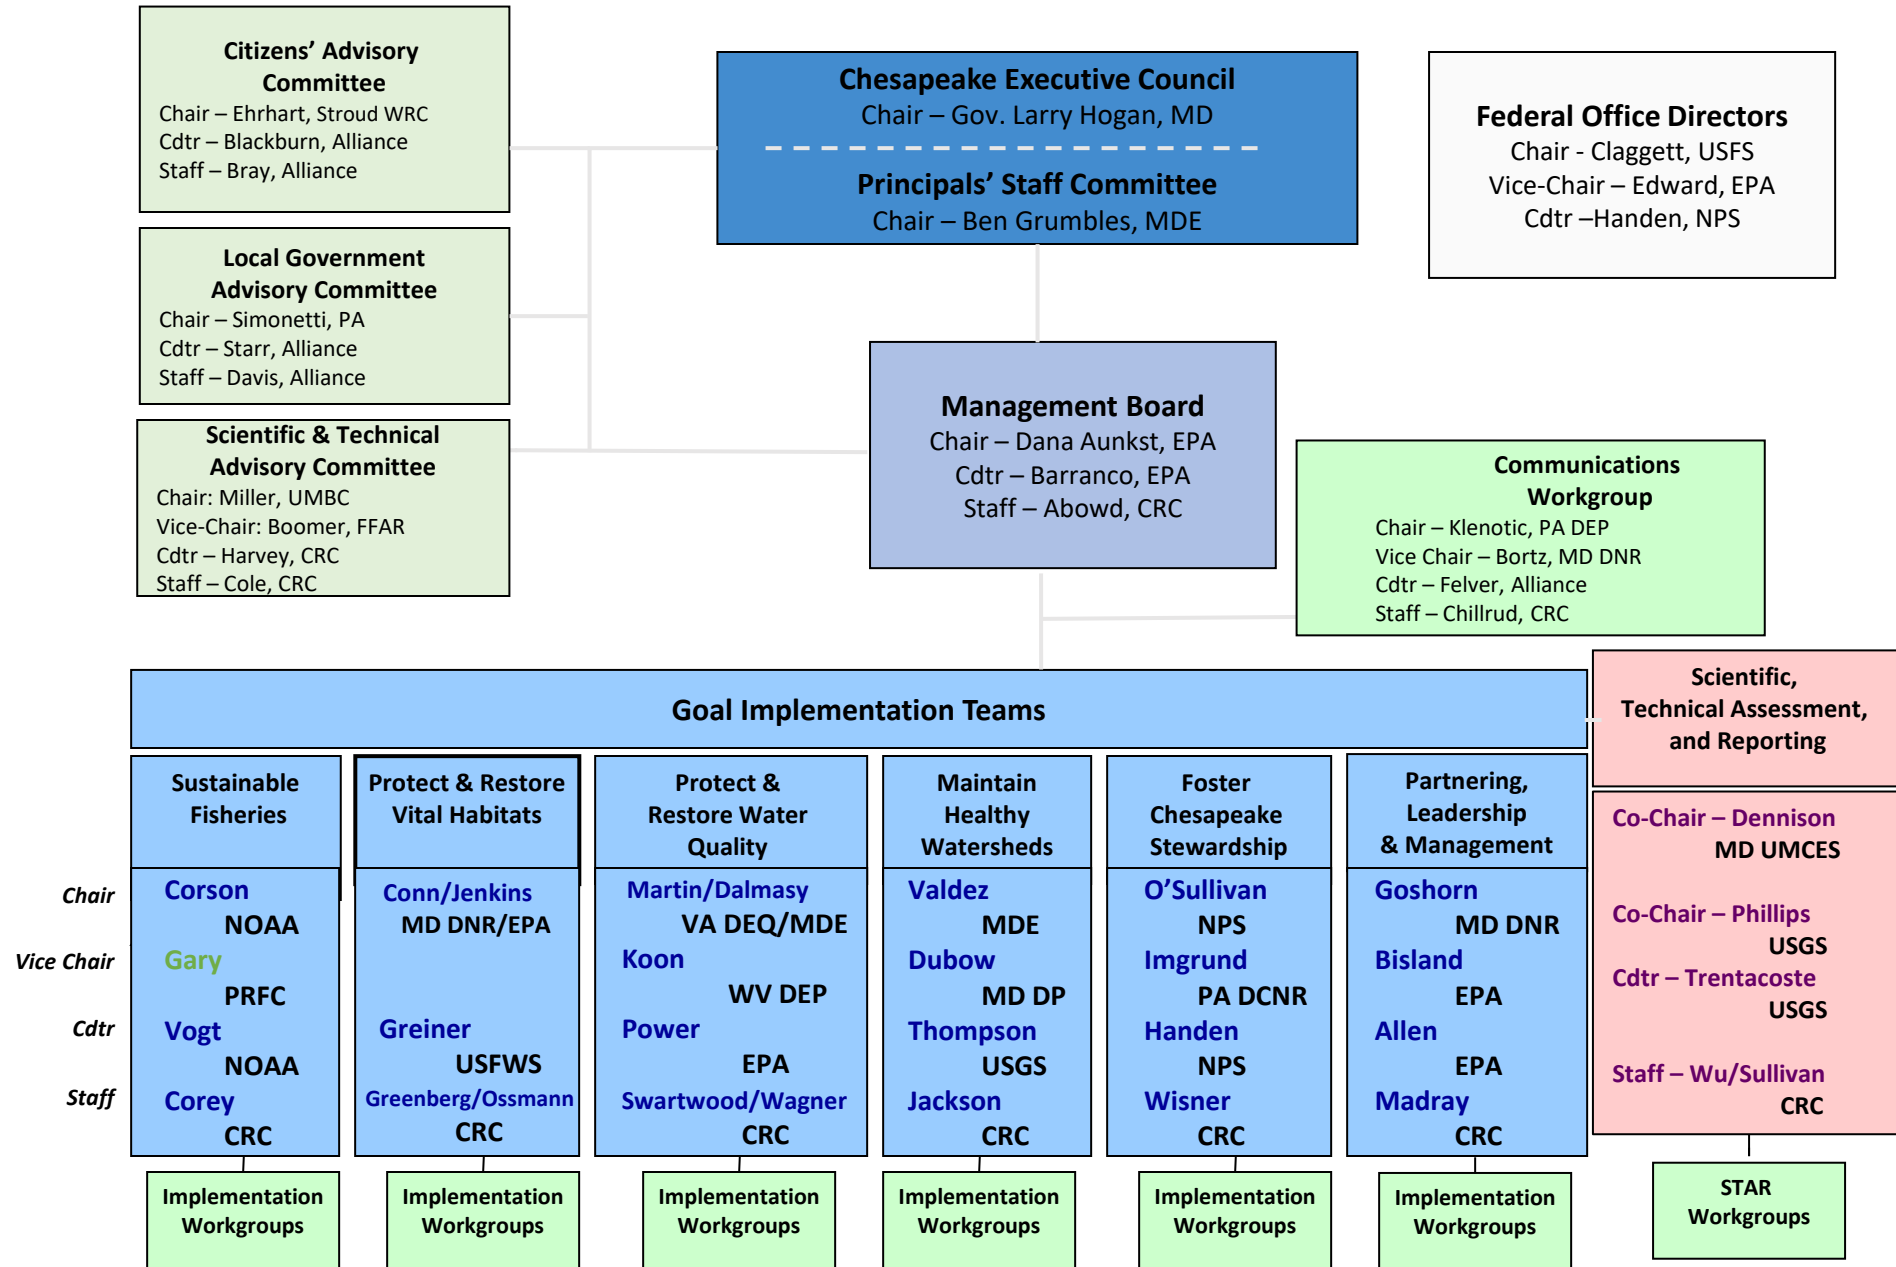 Citizens’ Advisory
Committee
Chair – Ehrhart, Stroud WRC
Cdtr – Blackburn, Alliance
Staff – Bray, Alliance
Chesapeake Executive Council
Chair – Gov. Larry Hogan, MD
Principals’ Staff Committee
Chair – Ben Grumbles, MDE
Federal Office Directors
Chair - Claggett, USFS
Vice-Chair – Edward, EPA
Cdtr –Handen, NPS
Local Government
Advisory Committee
Chair – Simonetti, PA
Cdtr – Starr, Alliance
Staff – Davis, Alliance
Scientific & Technical
Advisory Committee
Chair: Miller, UMBC
Vice-Chair: Boomer, FFAR
Cdtr – Harvey, CRC
Staff – Cole, CRC
Management Board
Chair – Dana Aunkst, EPA
Cdtr – Barranco, EPA
Staff – Abowd, CRC
Communications
Workgroup
Chair – Klenotic, PA DEP
Vice Chair – Bortz, MD DNR
Cdtr – Felver, Alliance
Staff – Chillrud, CRC
Goal Implementation Teams
Scientific,
Technical Assessment,
and Reporting
Chair
Vice Chair
Cdtr
Staff
Sustainable
Fisheries
Corson
NOAA
Gary
PRFC
Vogt
NOAA
Corey
CRC
Implementation
Workgroups
Protect & Restore
Vital Habitats
Conn/Jenkins
MD DNR/EPA
Greiner
USFWS
Greenberg/Ossmann
CRC
Implementation
Workgroups
Protect &
Restore Water
Quality
Martin/Dalmasy
VA DEQ/MDE
Koon
WV DEP
Power
EPA
Swartwood/Wagner
CRC
Implementation
Workgroups
Maintain
Healthy
Watersheds
Valdez
MDE
Dubow
MD DP
Thompson
USGS
Jackson
CRC
Implementation
Workgroups
Foster
Chesapeake
Stewardship
O’Sullivan
NPS
Imgrund
PA DCNR
Handen
NPS
Wisner
CRC
Implementation
Workgroups
Partnering,
Leadership
& Management
Goshorn
MD DNR
Bisland
EPA
Allen
EPA
Madray
CRC
Implementation
Workgroups
Co-Chair – Dennison
MD UMCES
Co-Chair – Phillips
USGS
Cdtr – Trentacoste
USGS
Staff – Wu/Sullivan
CRC
STAR
Workgroups